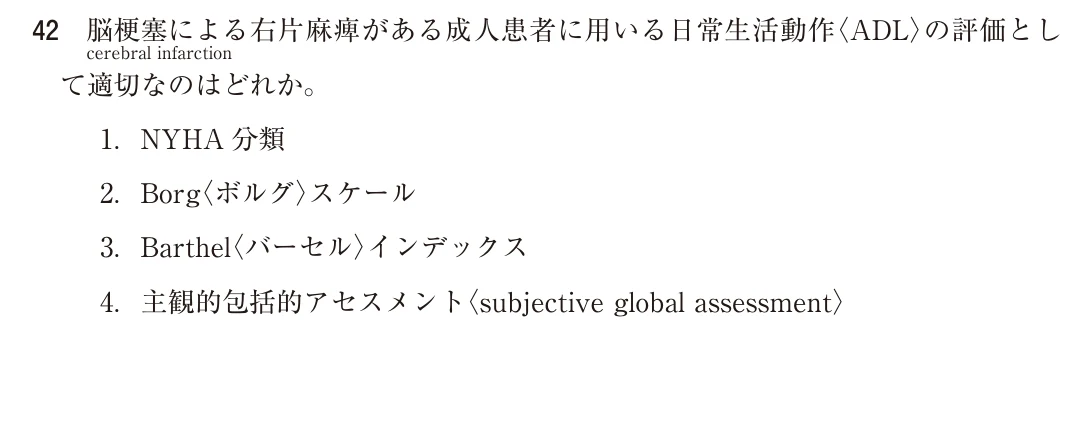 42 脳梗塞による右片麻痺がある成人患者に用いる日常生活動作〈ADL〉の評価とし
cerebral infarction
て適切なのはどれか。
1. NYHA 分類
2. Borg〈ボルグ〉スケール
3. Barthel〈バーセル〉インデックス
4. 主観的包括的アセスメント〈subjective global assessment〉